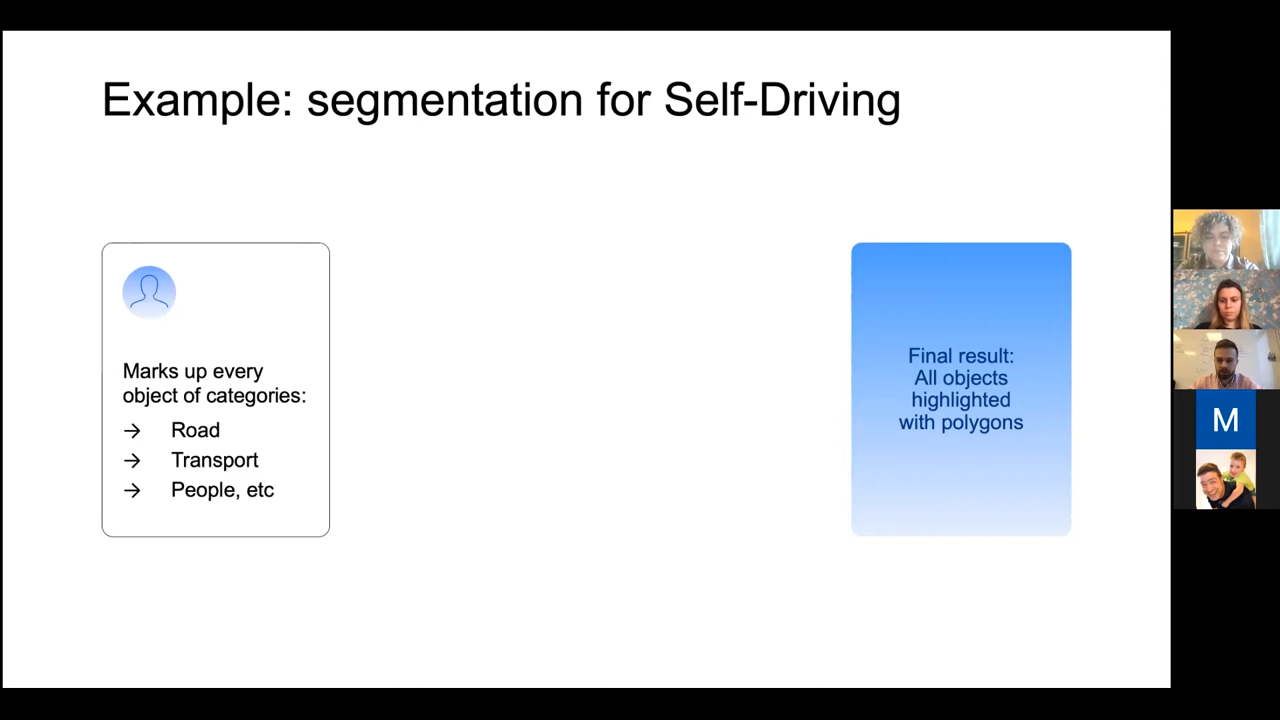 Example: segmentation for Self-Driving
Marks up every
object of categories:
→ Road
→ Transport
→ People, etc
Final result:
All objects
highlighted
with polygons
M